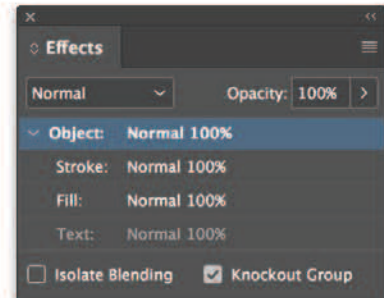 Effects
Normal Opacity: 100%
Object: Normal 100%
Stroke: Normal 100%
Fill: Normal 100%
Text: Normal 100%
Isolate Blending Knockout Group